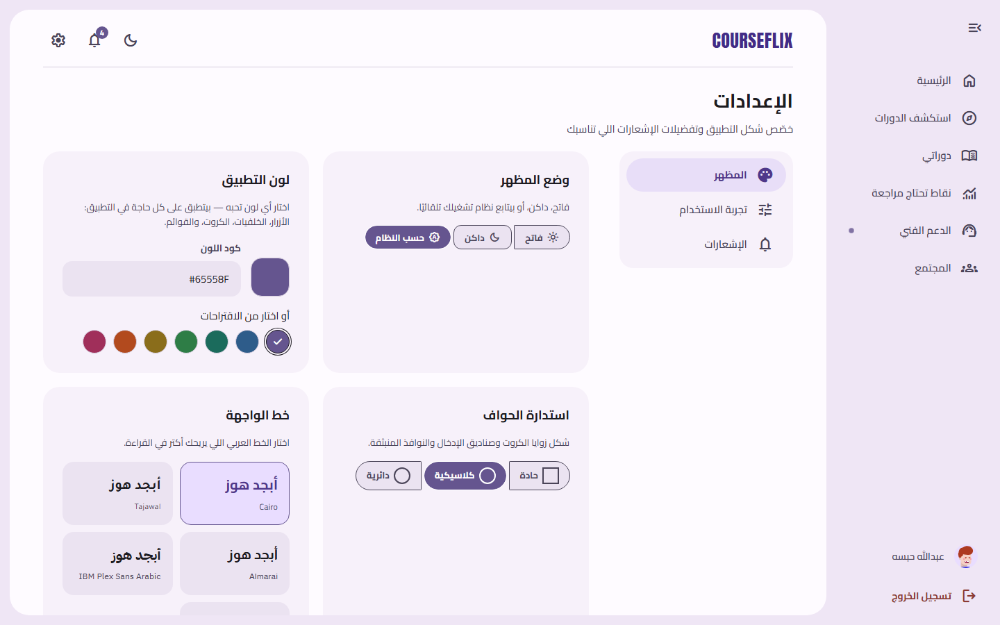 COURSEFLIX
4
الرئيسية
استكشف الدورات
دوراتي
نقاط تحتاج مراجعة
الدعم الفني
المجتمع
عبدالله حبسه
تسجيل الخروج
الإعدادات
خصّص شكل التطبيق وتفضيلات الإشعارات اللي تناسبك
المظهر
تجربة الاستخدام
الإشعارات
وضع المظهر
فاتح، داكن، أو يتابع نظام تشغيلك تلقائيًا.
فاتح
داكن
حسب النظام
لون التطبيق
اختار أي لون تحبه — بيتطبق على كل حاجة في التطبيق:
الأزرار، الخلفيات، الكروت، والقوائم.
كود اللون
#65558F
أو اختار من الاقتراحات
استدارة الحواف
شكل زوايا الكروت وصناديق الإدخال والنوافذ المنبثقة.
حادة
كلاسيكية
دائرية
خط الواجهة
اختار الخط العربي اللي يريحك أكتر في القراءة.
أبجد هوز
Cairo
أبجد هوز
Tajawal
أبجد هوز
Almarai
أبجد هوز
IBM Plex Sans Arabic